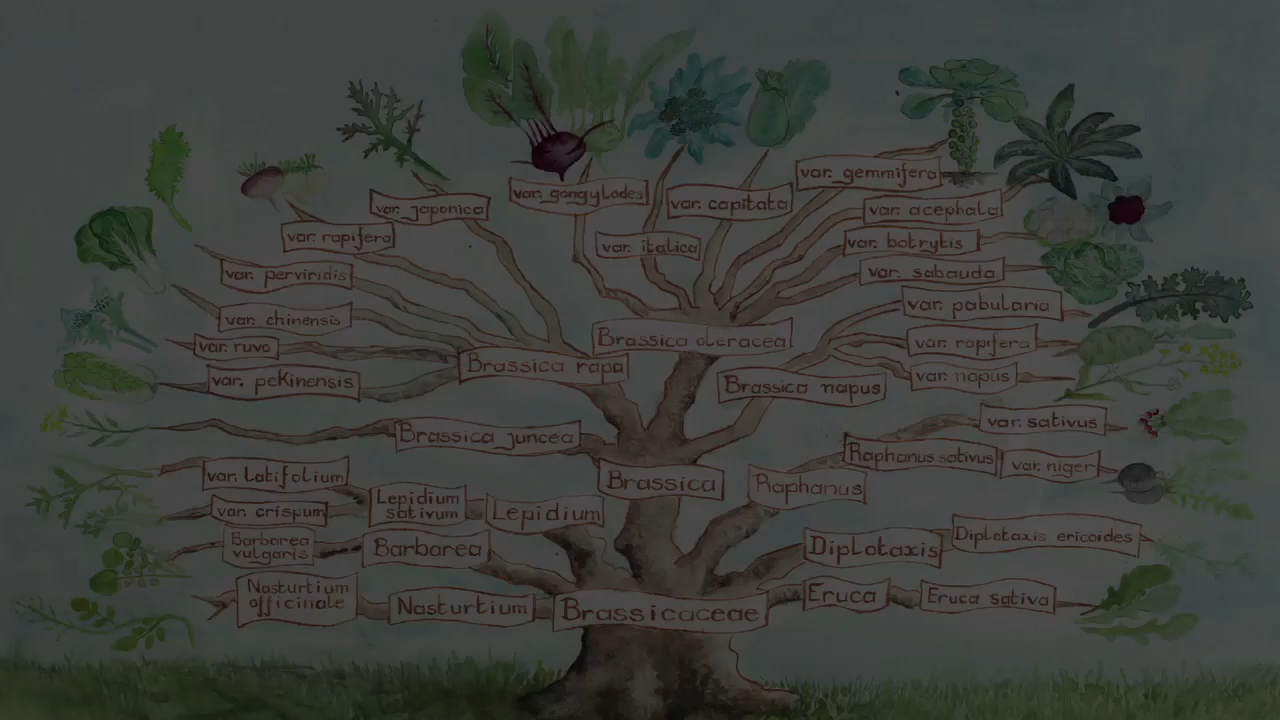 var. gemmifera
var. gongylodes
var. capitata
var. japonica
var. acephala
var. rapifera
var. italica
var. botrytis
var. perviridis
var. sabauda
var. chinensis
var. pabularia
Brassica oleracea
var. ruvo
var. rapifera
Brassica rapa
var. pekinensis
Brassica napus
var. napus
Brassica juncea
var. sativus
Raphanus sativus
var. niger
var. latifolium
Brassica
Raphanus
var. crispum
Lepidium
sativum
Lepidium
Barbarea
vulgaris
Barbarea
Diplotaxis
Diplotaxis ericoides
Nasturtium
officinale
Nasturtium
Brassicaceae
Eruca
Eruca sativa